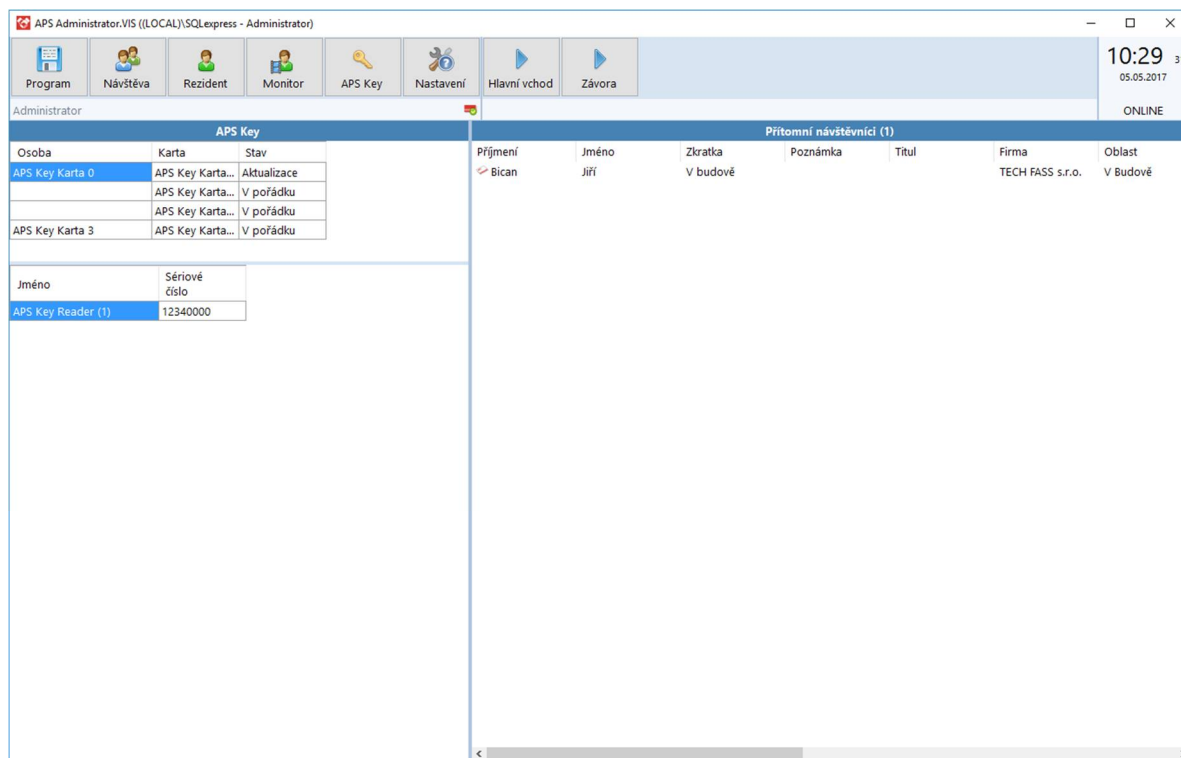 APS Administrator.VIS ((LOCAL)\SQLexpress - Administrator)
Program Návštěva Rezident Monitor APS Key Nastavení Hlavní vchod Závora
10:29
05.05.2017
ONLINE
Administrator
APS Key
Osoba Karta Stav
APS Key Karta 0 APS Key Karta... Aktualizace
APS Key Karta... V pořádku
APS Key Karta... V pořádku
APS Key Karta 3 APS Key Karta... V pořádku
Jméno Sériové číslo
APS Key Reader (1) 12340000
Přítomní návštěvníci (1)
Příjmení Jméno Zkratka Poznámka Titul Firma Oblast
Bican Jiří V budově TECH FASS s.r.o. V Budově